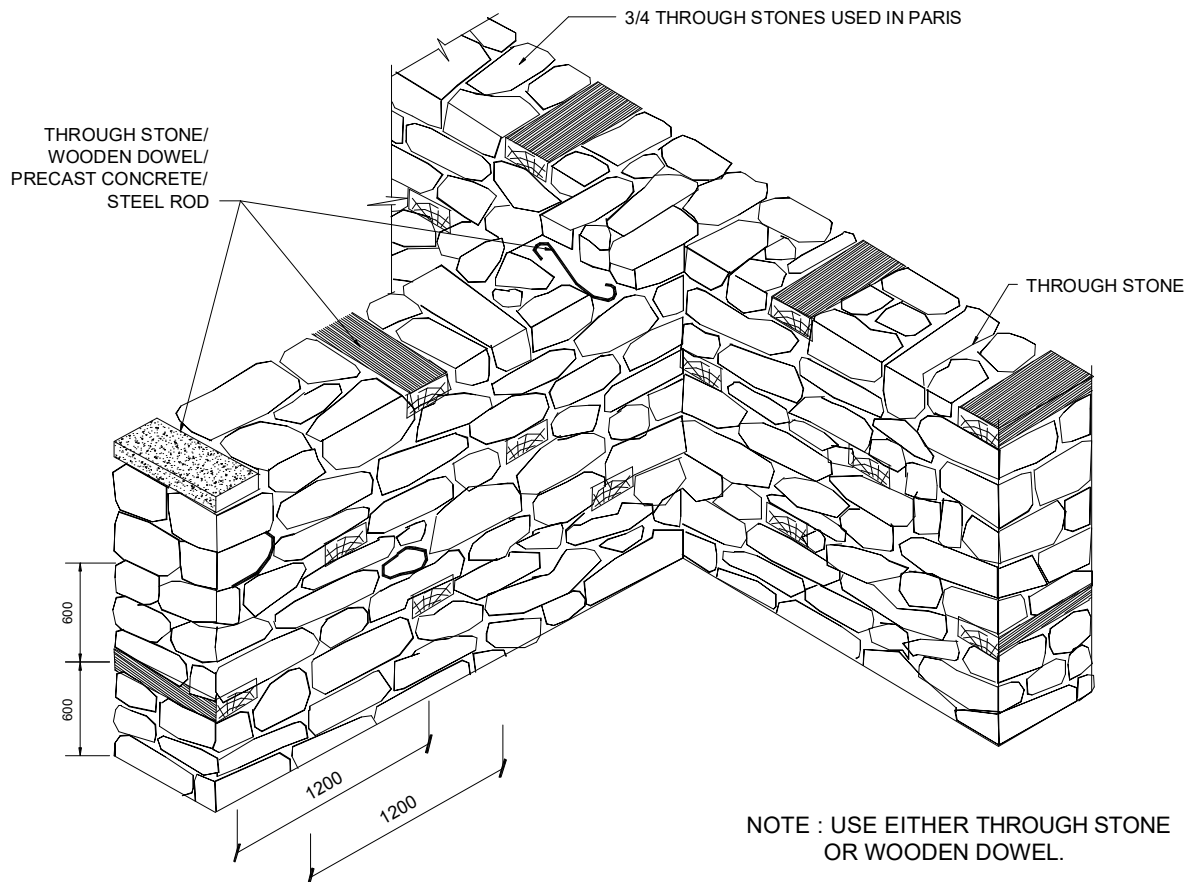 3/4 THROUGH STONES USED IN PARIS
THROUGH STONE/
WOODEN DOWEL/
PRECAST CONCRETE/
STEEL ROD
THROUGH STONE
600
600
1200
1200
NOTE : USE EITHER THROUGH STONE
OR WOODEN DOWEL.